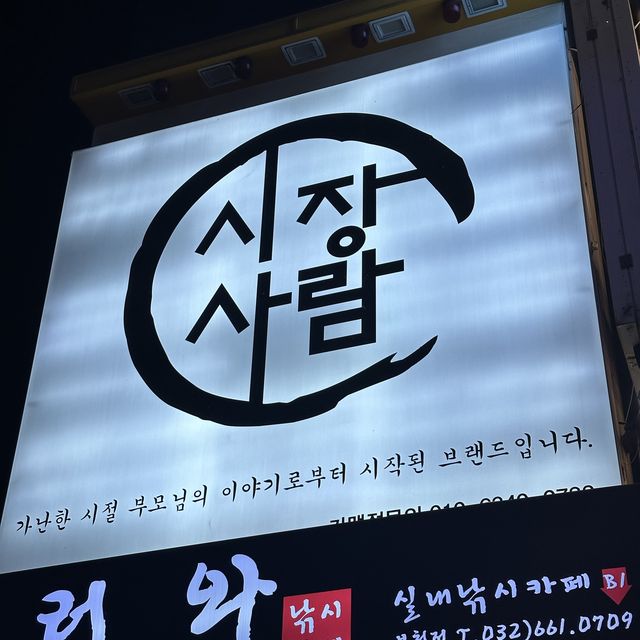 시장
사람
가난한 시절 부모님의 이야기로부터 시작된 브랜드입니다.
러 와
낚시
실내낚시카페 B1
T.032)661.0709